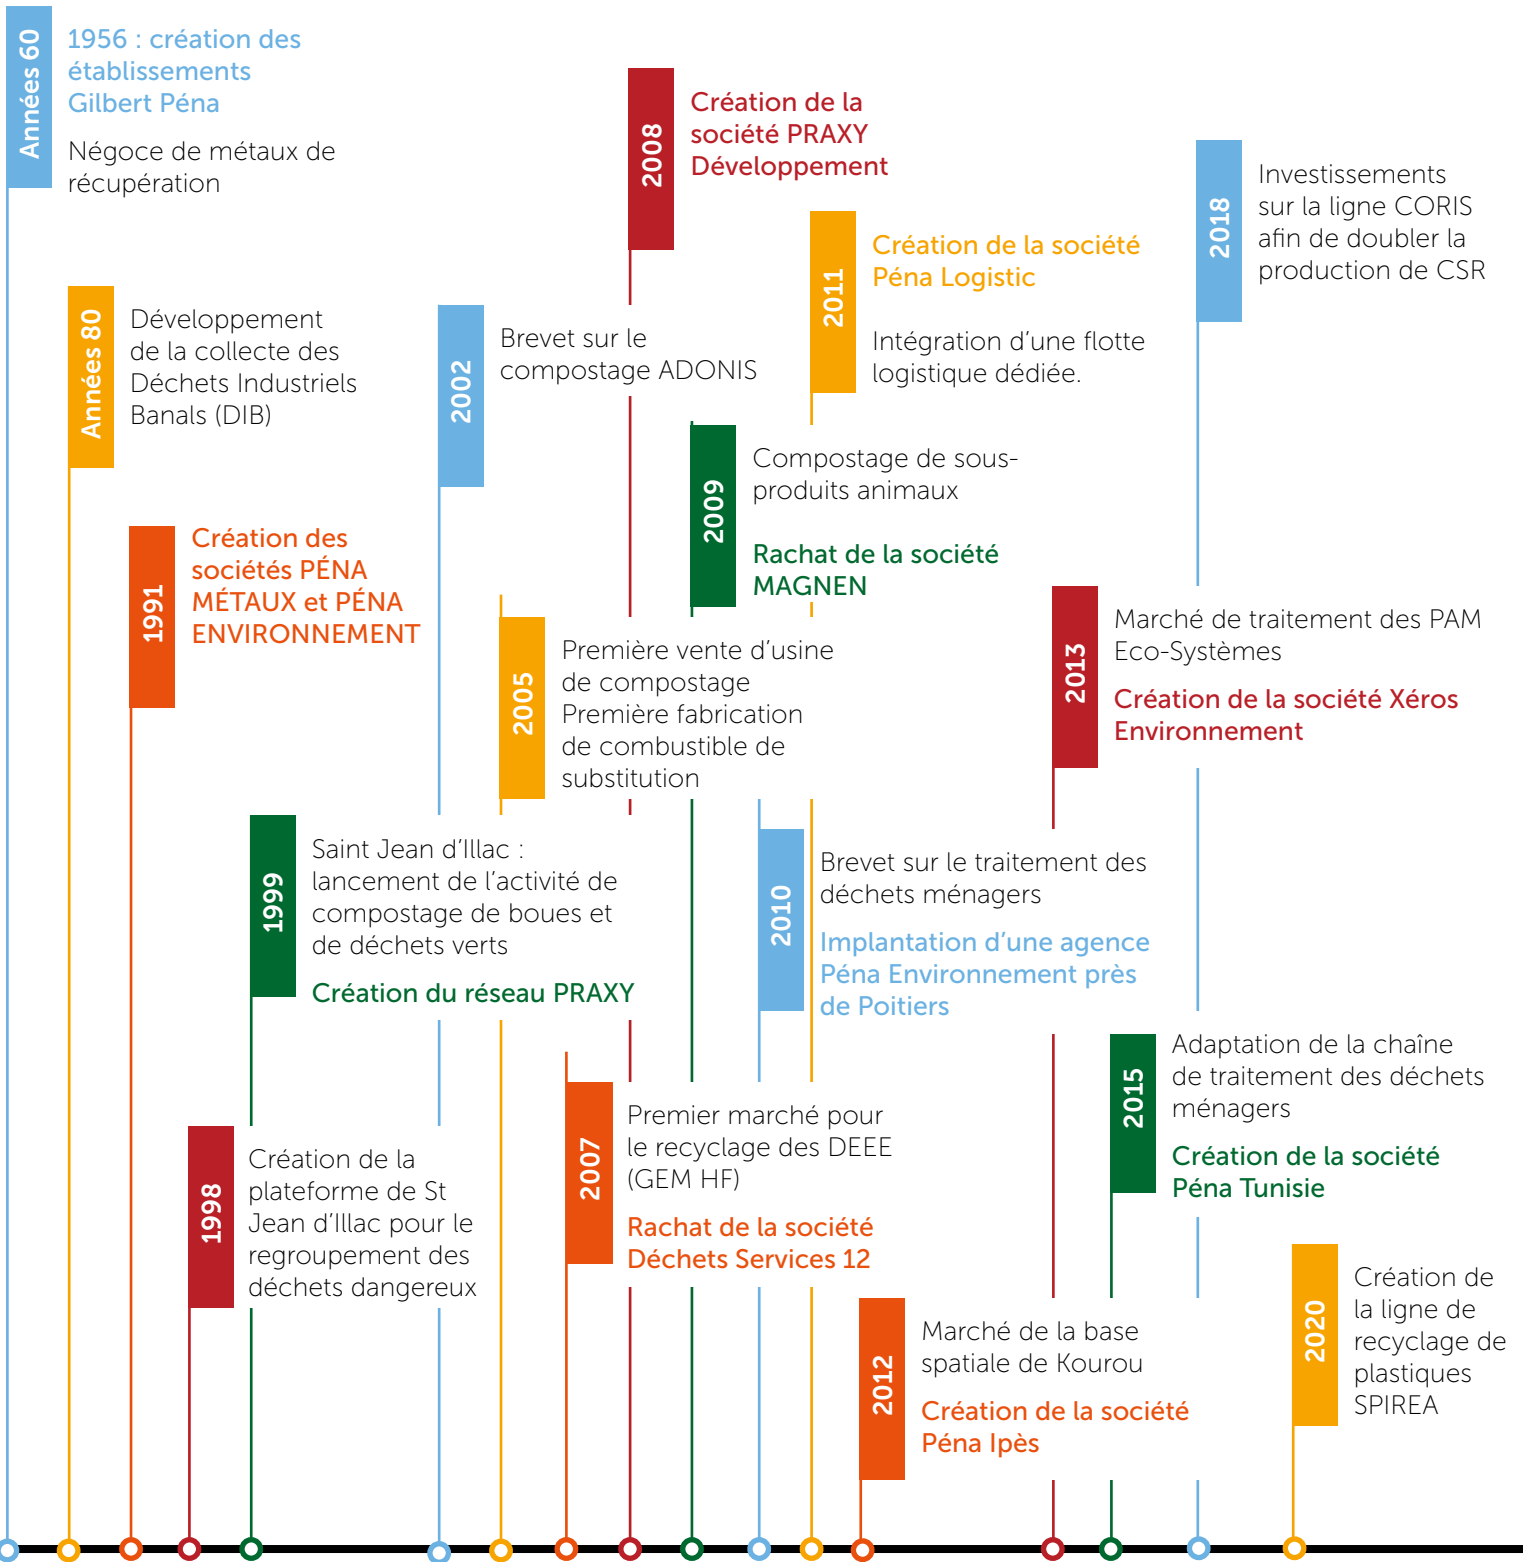 Années 60
1956 : création des
établissements
Gilbert Péna
Négoce de métaux de
récupération
Années 80
Développement
de la collecte des
Déchets Industriels
Banals (DIB)
1991
Création des
sociétés PÉNA
MÉTAUX et PÉNA
ENVIRONNEMENT
1998
Création de la
plateforme de St
Jean d’Illac pour le
regroupement des
déchets dangereux
1999
Saint Jean d’Illac :
lancement de l’activité de
compostage de boues et
de déchets verts
Création du réseau PRAXY
2002
Brevet sur le
compostage ADONIS
2005
Première vente d’usine
de compostage
Première fabrication
de combustible de
substitution
2007
Premier marché pour
le recyclage des DEEE
(GEM HF)
Rachat de la société
Déchets Services 12
2008
Création de la
société PRAXY
Développement
2009
Compostage de sous-
produits animaux
Rachat de la société
MAGNEN
2010
Brevet sur le traitement des
déchets ménagers
Implantation d’une agence
Péna Environnement près
de Poitiers
2011
Création de la société
Péna Logistic
Intégration d’une flotte
logistique dédiée.
2012
Marché de la base
spatiale de Kourou
Création de la société
Péna Ipès
2013
Marché de traitement des PAM
Eco-Systèmes
Création de la société Xéros
Environnement
2015
Adaptation de la chaîne
de traitement des déchets
ménagers
Création de la société
Péna Tunisie
2018
Investissements
sur la ligne CORIS
afin de doubler la
production de CSR
2020
Création de
la ligne de
recyclage de
plastiques
SPIREA